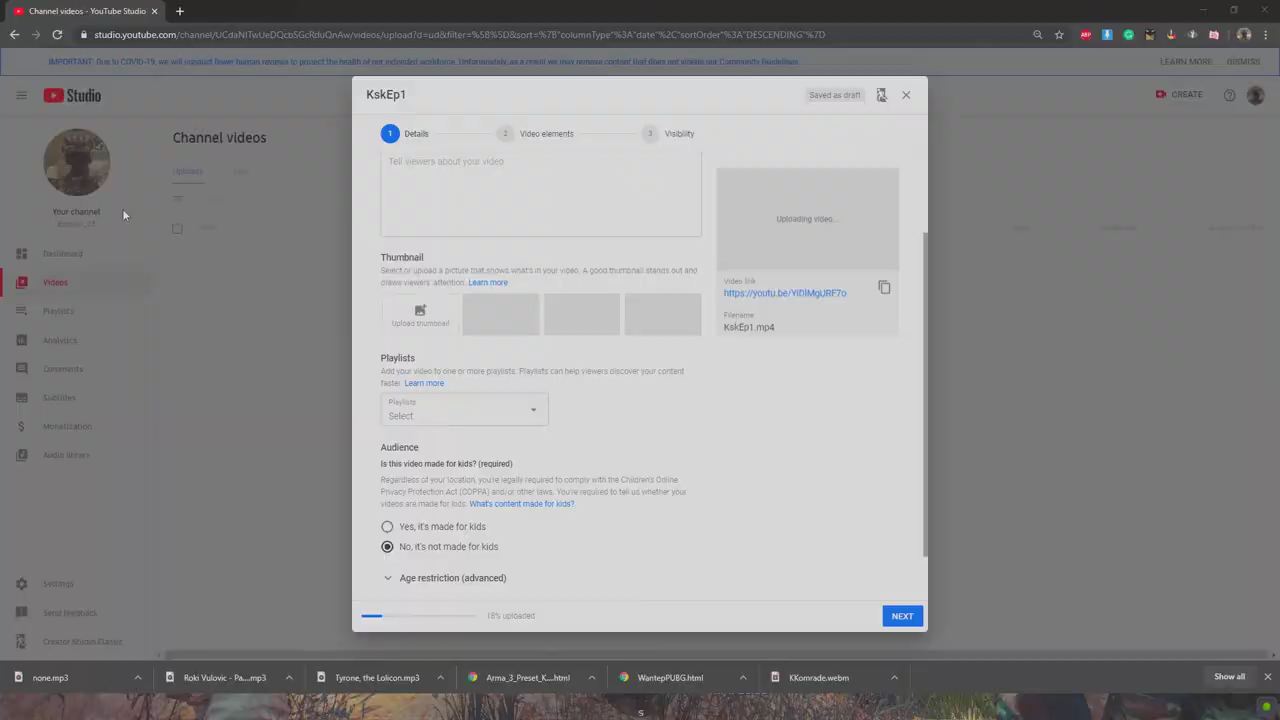 Channel videos - YouTube Studio
studio.youtube.com/channel/UCdaNITwUeDQcbSGcRduQnAw/videos/upload?d=ud&filter=%5B%5D&sort=%7B"columnType"%3A"date"%2C"sortOrder"%3A"DESCENDING"%7D
ABP
IMPORTANT: Due to COVID-19, we will conduct fewer human reviews to protect the health of our extended workforce. Unfortunately, as a result we may remove content that does not violate our Community Guidelines.
LEARN MORE
DISMISS
Studio
CREATE
KskEp1
Saved as draft
Channel videos
1
Details
2
Video elements
3
Visibility
Tell viewers about your video
Uploads
Your channel
Uploading video...
Dashboard
Videos
Playlists
Analytics
Comments
Subtitles
Monetization
Audio library
Thumbnail
Select or upload a picture that shows what's in your video. A good thumbnail stands out and
draws viewers' attention. Learn more
Upload thumbnail
Video link
https://youtu.be/YlDlMgURF7o
Filename
KskEp1.mp4
Playlists
Add your video to one or more playlists. Playlists can help viewers discover your content
faster. Learn more
Playlists
Select
Audience
Is this video made for kids? (required)
Regardless of your location, you're legally required to comply with the Children's Online
Privacy Protection Act (COPPA) and/or other laws. You're required to tell us whether your
videos are made for kids. What's content made for kids?
Yes, it's made for kids
No, it's not made for kids
Age restriction (advanced)
Settings
Send feedback
Creator Studio Classic
18% uploaded
NEXT
none.mp3
Roki Vulovic - Pa....mp3
Tyrone, the Lolicon.mp3
Arma_3_Preset_K....html
WantepPUBG.html
KKomrade.webm
Show all
S